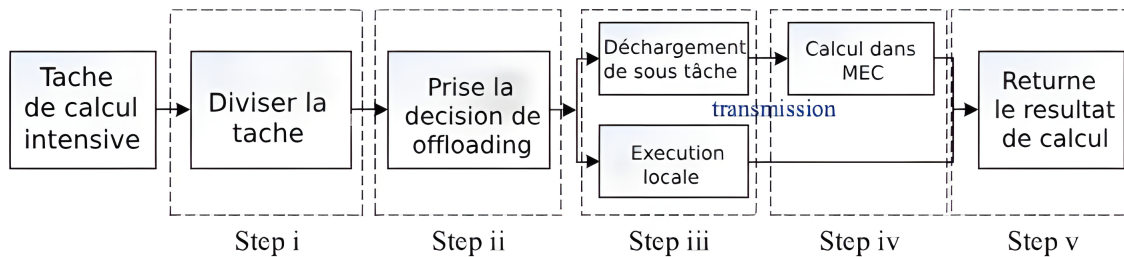 Tache
de calcul
intensive
Diviser la
tache
Prise la
decision de
offloading
Déchargement
de sous tâche
transmission
Execution
locale
Calcul dans
MEC
Returne
le resultat
de calcul
Step i
Step ii
Step iii
Step iv
Step v